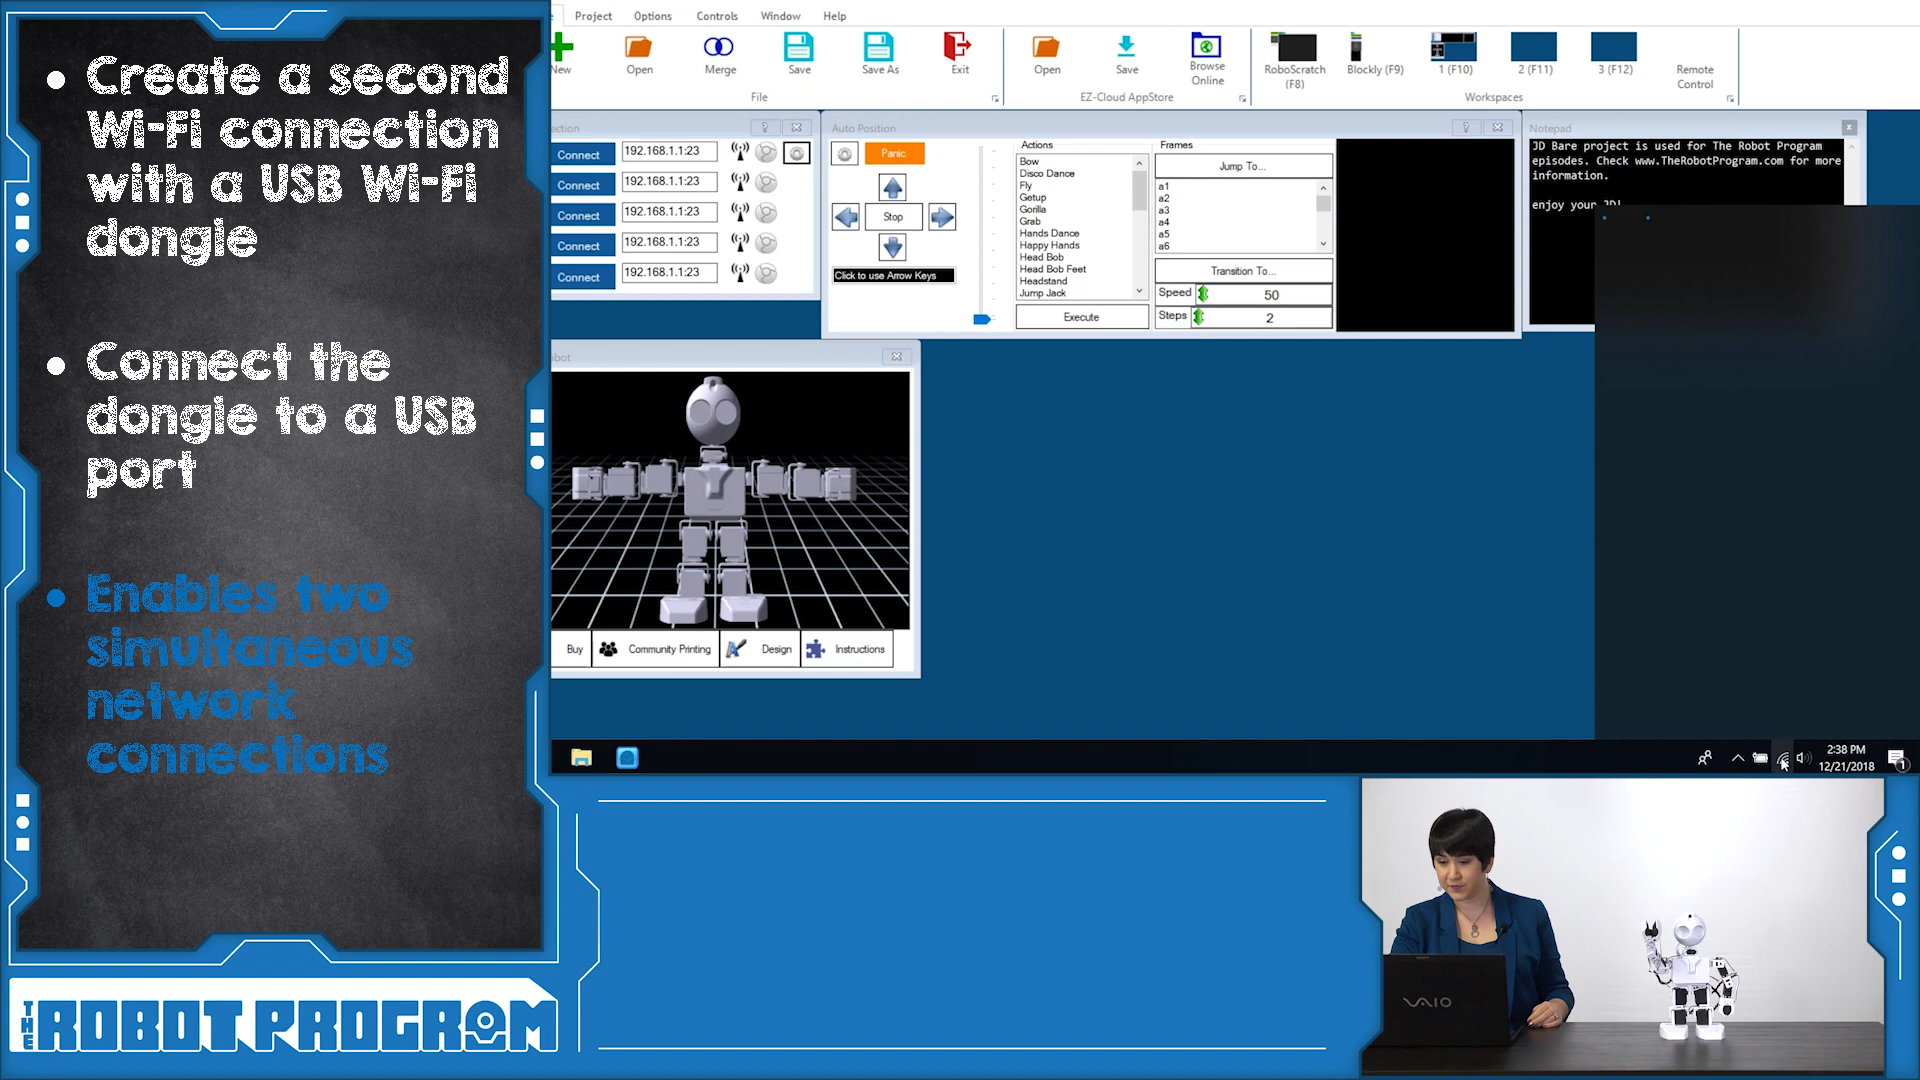 Create a second
Wi-Fi connection
with a USB Wi-Fi
dongle
Connect the
dongle to a USB
port
Enables two
simultaneous
network
connections
THE ROBOT PROGRAM
Project Options Controls Window Help
New Open Merge Save Save As Exit
File
Open Save Browse Online
EZ-Cloud AppStore
RoboScratch (F8) Blockly (F9) 1 (F10) 2 (F11) 3 (F12) Remote Control
Workspaces
Connect 192.168.1.1:23
Connect 192.168.1.1:23
Connect 192.168.1.1:23
Connect 192.168.1.1:23
Connect 192.168.1.1:23
Auto Position
Panic
Stop
Click to use Arrow Keys
Actions
Bow
Disco Dance
Fly
Getup
Gorilla
Grab
Hands Dance
Happy Hands
Head Bob
Head Bob Feet
Headstand
Jump Jack
Execute
Frames
Jump To...
a1
a2
a3
a4
a5
a6
Transition To...
Speed 50
Steps 2
Notepad
JD Bare project is used for The Robot Program
episodes. Check www.TheRobotProgram.com for more
information.
enjoy your JD!
Buy Community Printing Design Instructions
2:38 PM
12/21/2018
1
VAIO